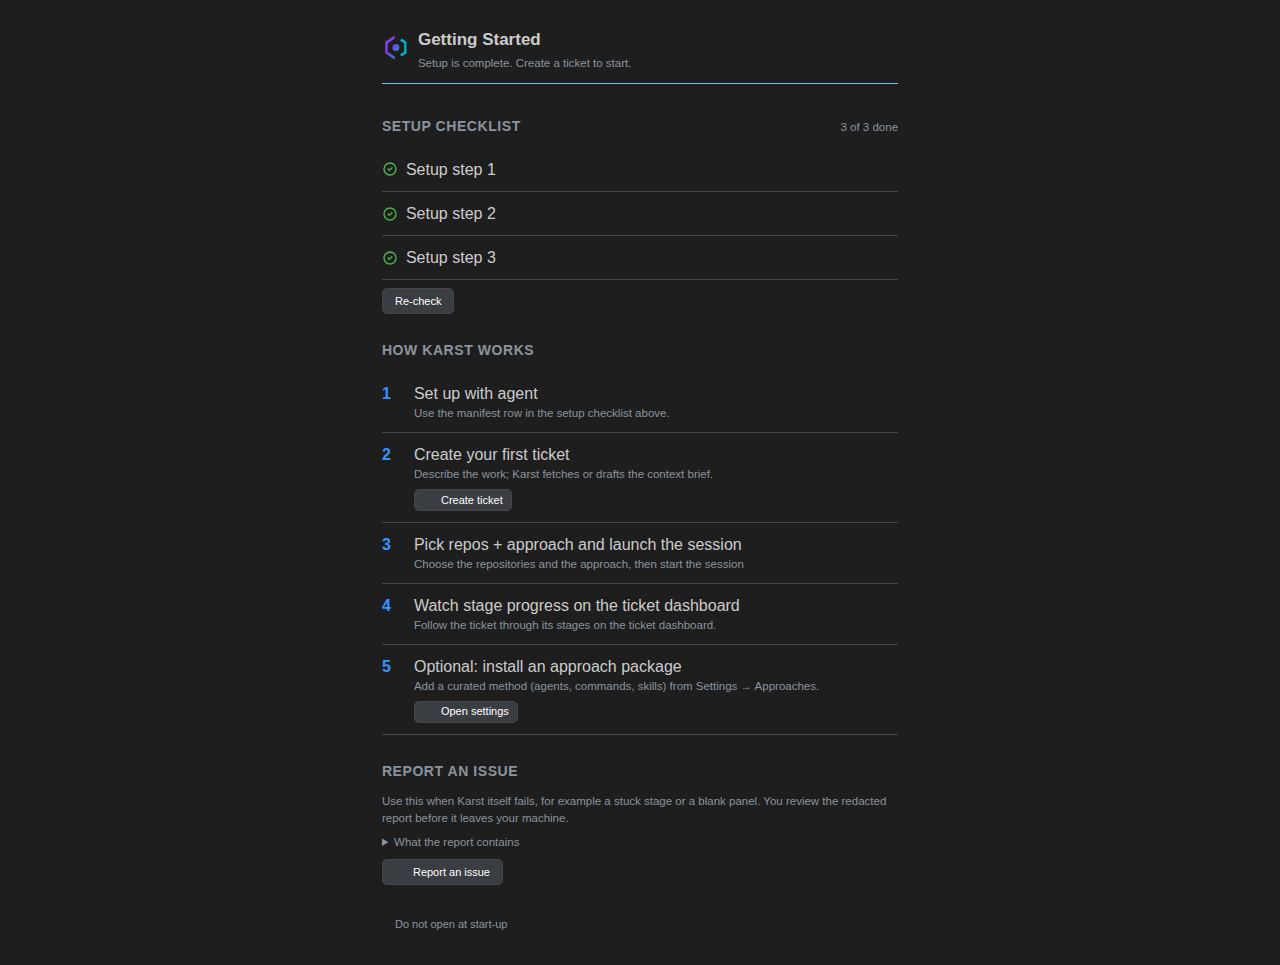 Getting Started
Setup is complete. Create a ticket to start.
SETUP CHECKLIST
3 of 3 done
Setup step 1
Setup step 2
Setup step 3
Re-check
HOW KARST WORKS
1 Set up with agent
Use the manifest row in the setup checklist above.
2 Create your first ticket
Describe the work; Karst fetches or drafts the context brief.
Create ticket
3 Pick repos + approach and launch the session
Choose the repositories and the approach, then start the session
4 Watch stage progress on the ticket dashboard
Follow the ticket through its stages on the ticket dashboard.
5 Optional: install an approach package
Add a curated method (agents, commands, skills) from Settings → Approaches.
Open settings
REPORT AN ISSUE
Use this when Karst itself fails, for example a stuck stage or a blank panel. You review the redacted
report before it leaves your machine.
What the report contains
Report an issue
Do not open at start-up